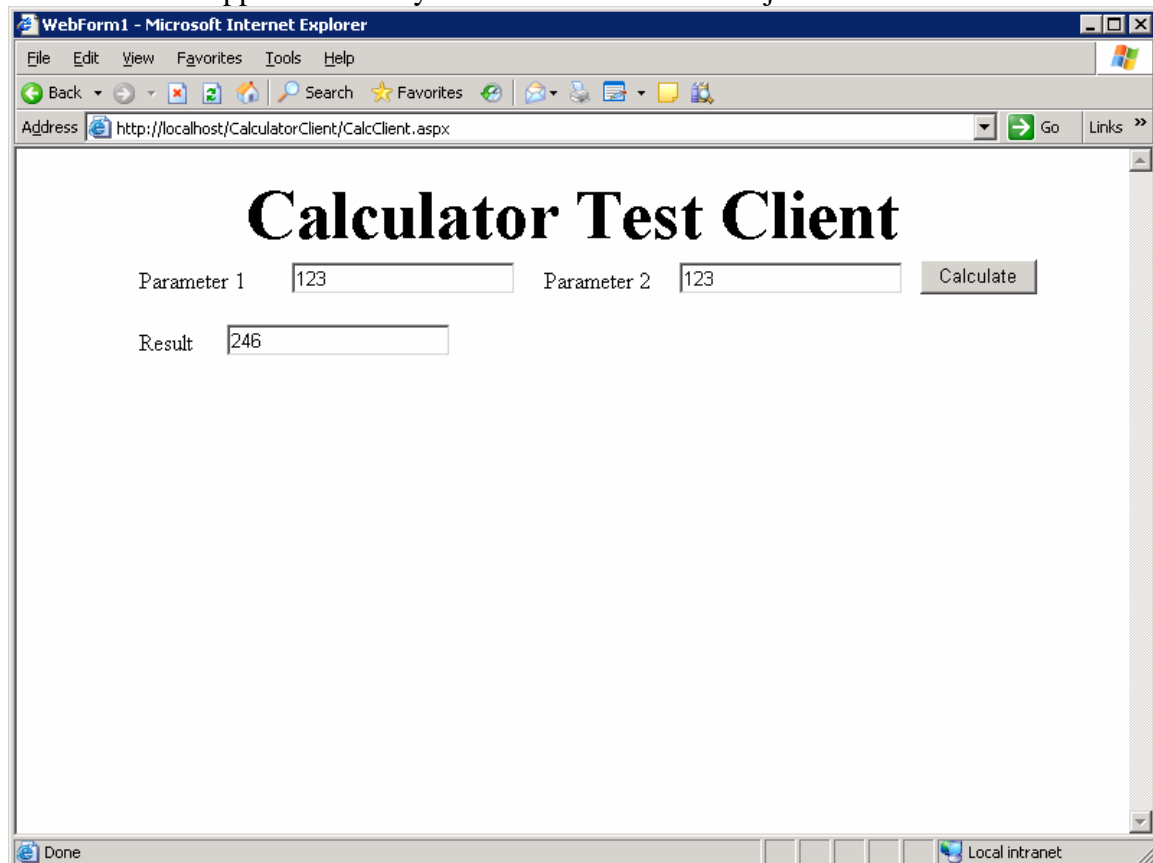 WebForm1 - Microsoft Internet Explorer
File Edit View Favorites Tools Help
Back Search Favorites
Address http://localhost/CalculatorClient/CalcClient.aspx Go Links »
Calculator Test Client
Parameter 1 123 Parameter 2 123 Calculate
Result 246
Done Local intranet